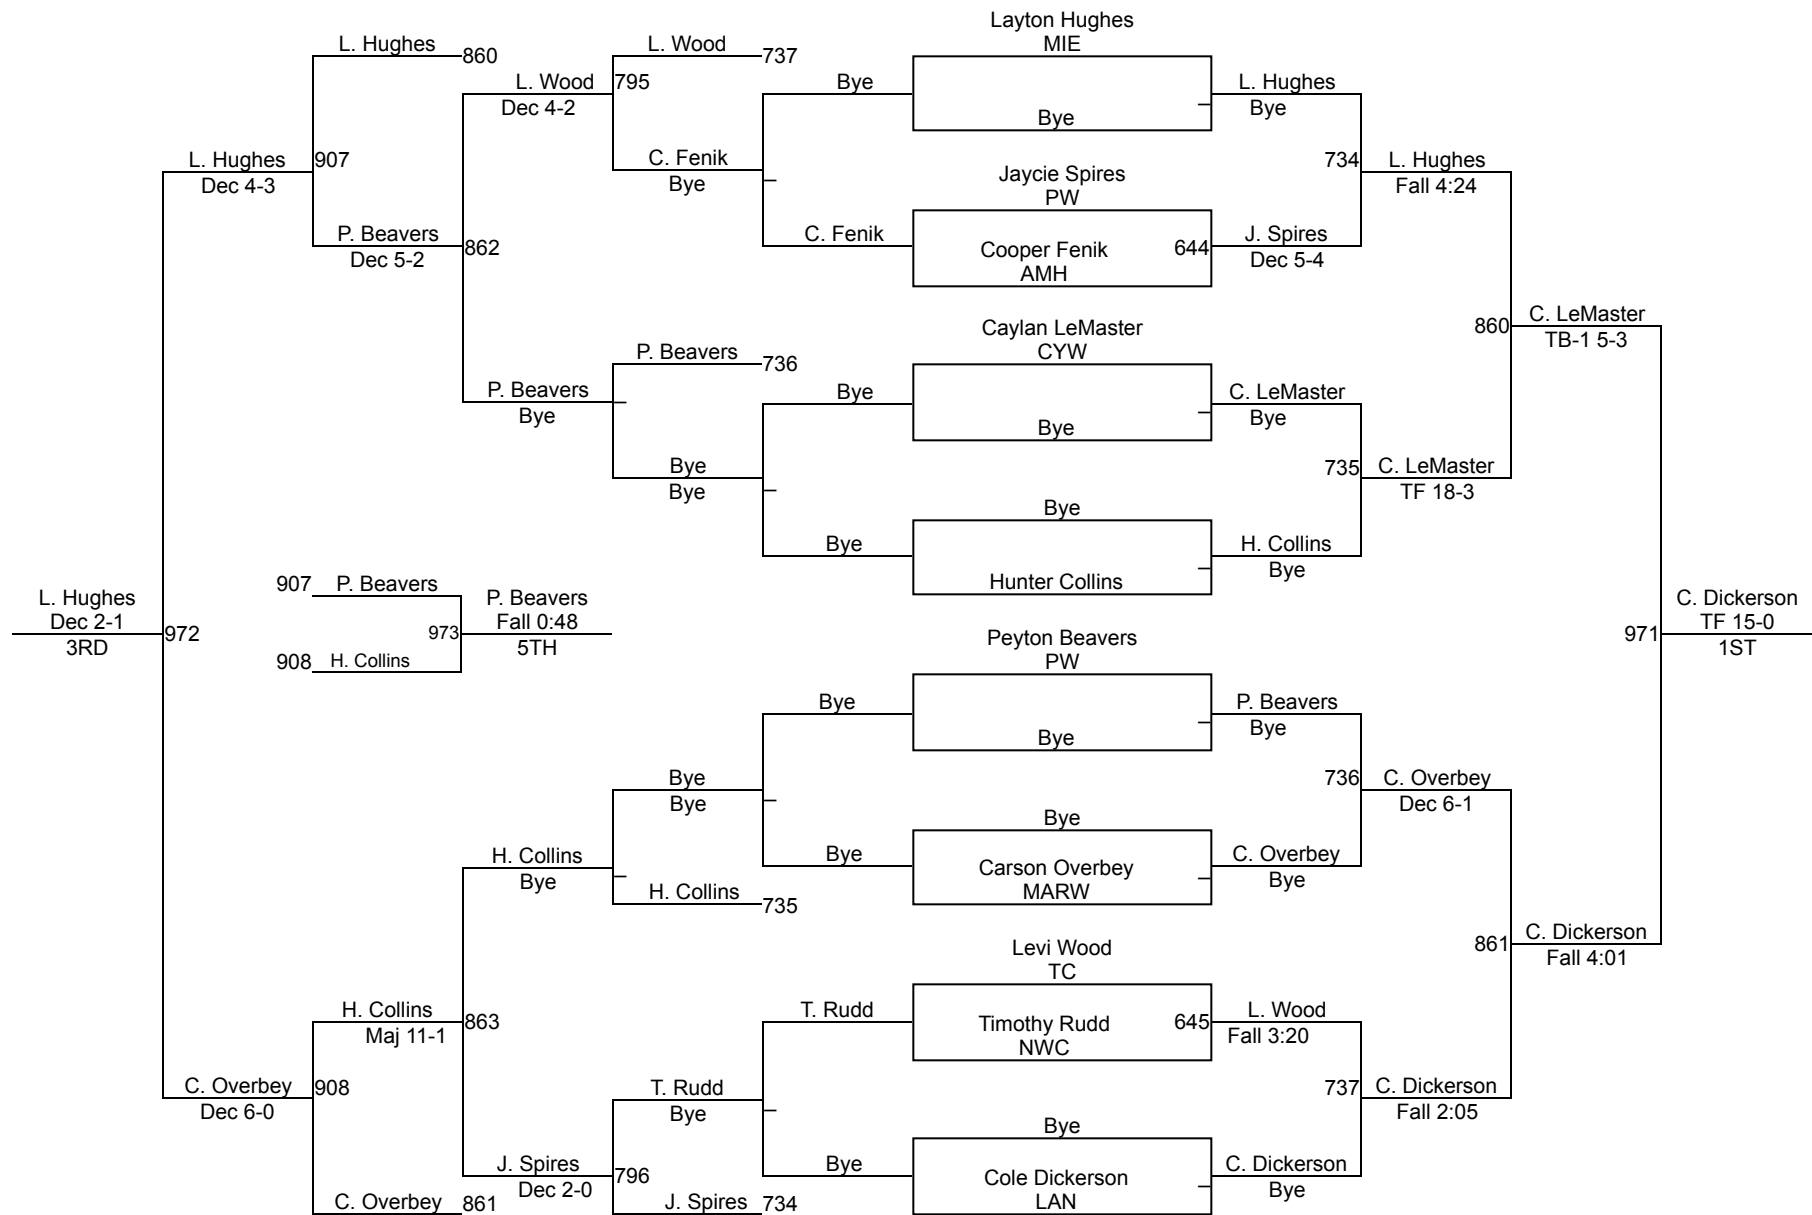 Layton Hughes
MIE
L. Hughes
860
L. Wood
737
L. Wood
795
Dec 4-2
Bye
Bye
L. Hughes
Bye
C. Fenik
Bye
L. Hughes
907
Dec 4-3
734
L. Hughes
Fall 4:24
Jaycie Spires
PW
P. Beavers
862
Dec 5-2
C. Fenik
Cooper Fenik
644
AMH
J. Spires
Dec 5-4
Caylan LeMaster
CYW
860
C. LeMaster
TB-1 5-3
P. Beavers
736
P. Beavers
Bye
Bye
Bye
C. LeMaster
Bye
Bye
Bye
735
C. LeMaster
TF 18-3
Bye
Bye
Hunter Collins
H. Collins
Bye
L. Hughes
Dec 2-1
972
3RD
907
P. Beavers
908
H. Collins
973
P. Beavers
Fall 0:48
5TH
971
C. Dickerson
TF 15-0
1ST
Peyton Beavers
PW
Bye
Bye
P. Beavers
Bye
Bye
Bye
736
C. Overbey
Dec 6-1
Bye
Bye
Carson Overbey
MARW
C. Overbey
Bye
H. Collins
Bye
H. Collins
735
861
C. Dickerson
Fall 4:01
Levi Wood
TC
H. Collins
863
Maj 11-1
T. Rudd
Timothy Rudd
645
NWC
L. Wood
Fall 3:20
C. Overbey
908
Dec 6-0
T. Rudd
Bye
737
C. Dickerson
Fall 2:05
Bye
J. Spires
796
Dec 2-0
Bye
Cole Dickerson
LAN
C. Dickerson
Bye
C. Overbey
861
J. Spires
734